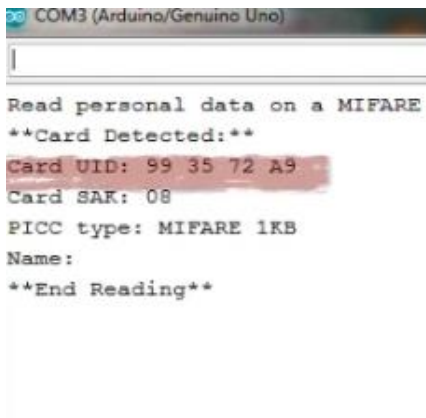 COM3 (Arduino/Genuino Uno)
Read personal data on a MIFARE
**Card Detected:**
Card UID: 99 35 72 A9
Card SAK: 08
PICC type: MIFARE 1KB
Name:
**End Reading**